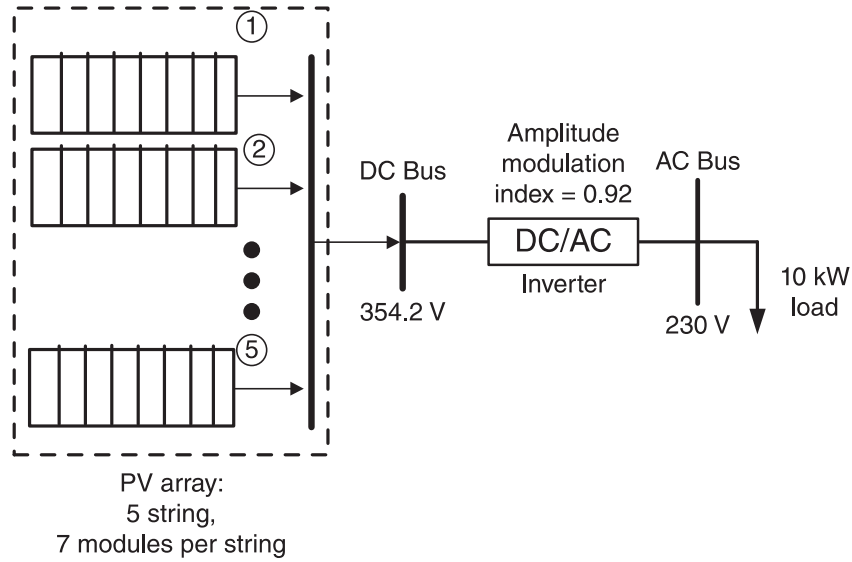 ①
②
⑤
DC Bus
354.2 V
Amplitude
modulation
index = 0.92
DC/AC
Inverter
AC Bus
230 V
10 kW
load
PV array:
5 string,
7 modules per string